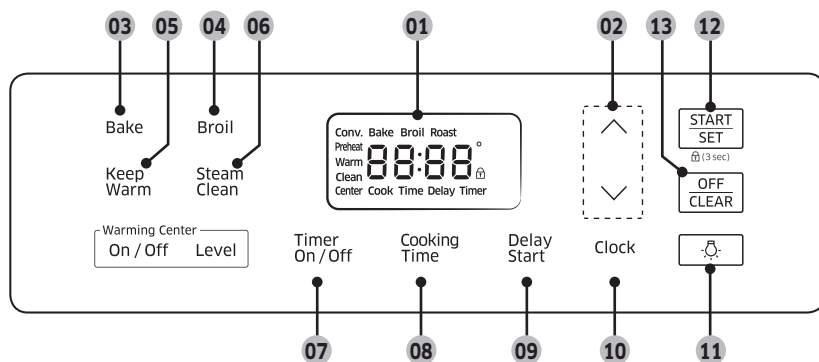 03 05 04 06 01 02 13 12
Bake Broil
Keep Warm
Steam Clean
Warming Center
On / Off Level
Conv. Bake Broil Roast
Preheat
Warm
Clean
88:88°
Center Cook Time Delay Timer
Timer On / Off
Cooking Time
Delay Start
Clock
START
SET
(3 sec)
OFF
CLEAR
07 08 09 10 11